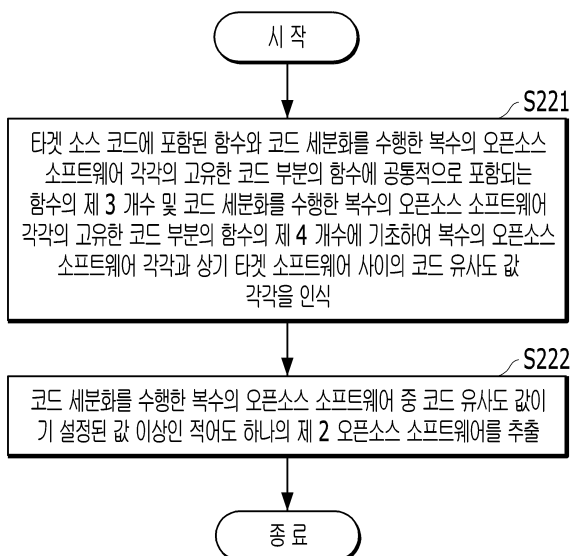 시 작
S221
타겟 소스 코드에 포함된 함수와 코드 세분화를 수행한 복수의 오픈소스
소프트웨어 각각의 고유한 코드 부분의 함수에 공통적으로 포함되는
함수의 제 3 개수 및 코드 세분화를 수행한 복수의 오픈소스 소프트웨어
각각의 고유한 코드 부분의 함수의 제 4 개수에 기초하여 복수의 오픈소스
소프트웨어 각각과 상기 타겟 소프트웨어 사이의 코드 유사도 값
각각을 인식
S222
코드 세분화를 수행한 복수의 오픈소스 소프트웨어 중 코드 유사도 값이
기 설정된 값 이상인 적어도 하나의 제 2 오픈소스 소프트웨어를 추출
종 료